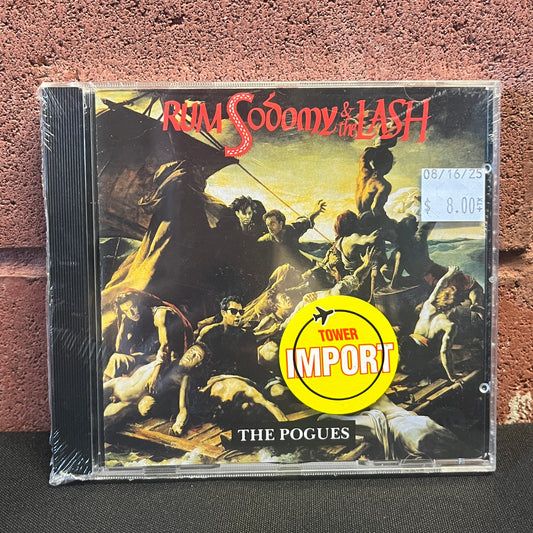 RUM SODOMY & the LASH
08/16/25
$ 8.00
TOWER
IMPORT
THE POGUES